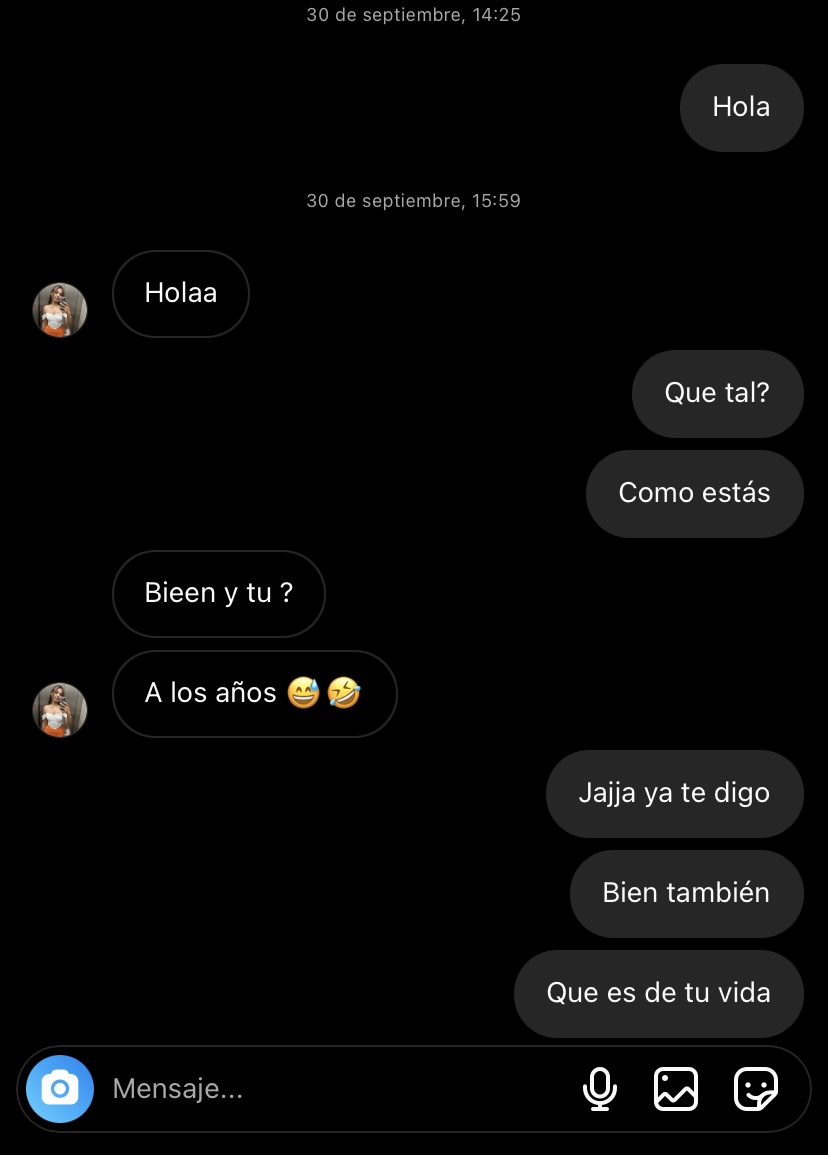 30 de septiembre, 14:25
Hola
30 de septiembre, 15:59
Holaa
Que tal?
Como estás
Bieen y tu ?
A los años 😅🤣
Jajja ya te digo
Bien también
Que es de tu vida
Mensaje...